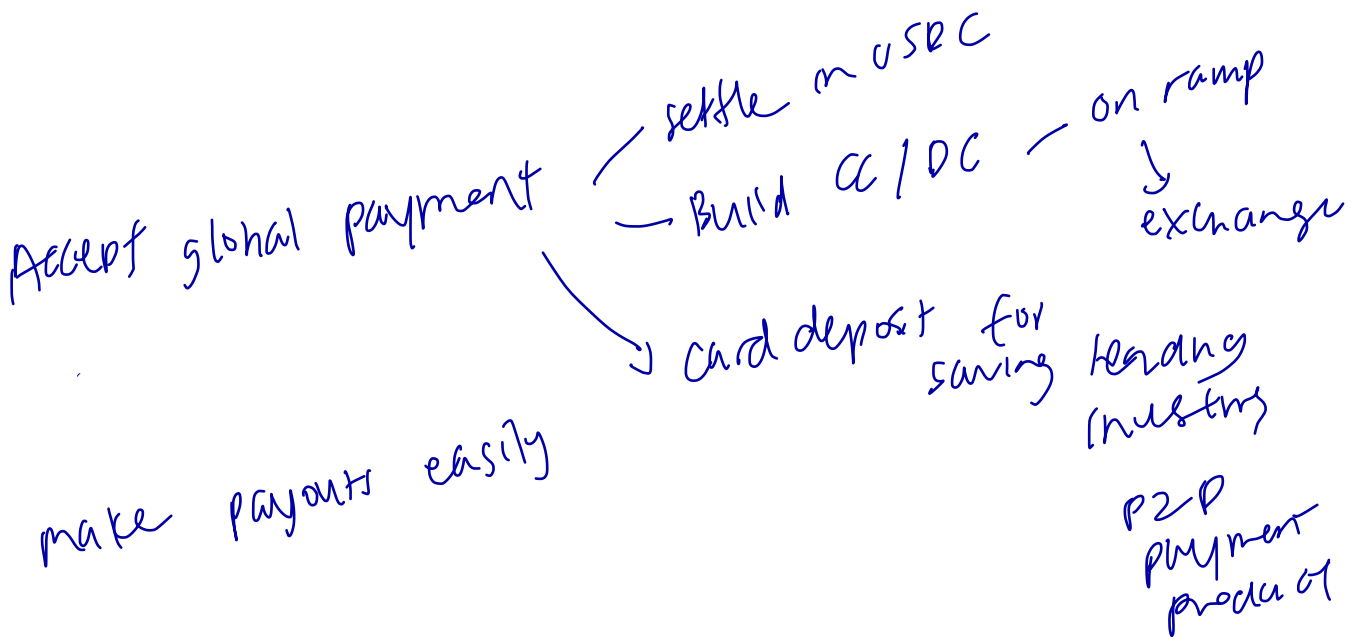 settle in USDC
Accept global payment
Build CC/DC
on ramp
exchange
card deposit for
saving lending
investing
make payouts easily
P2P
payment
product